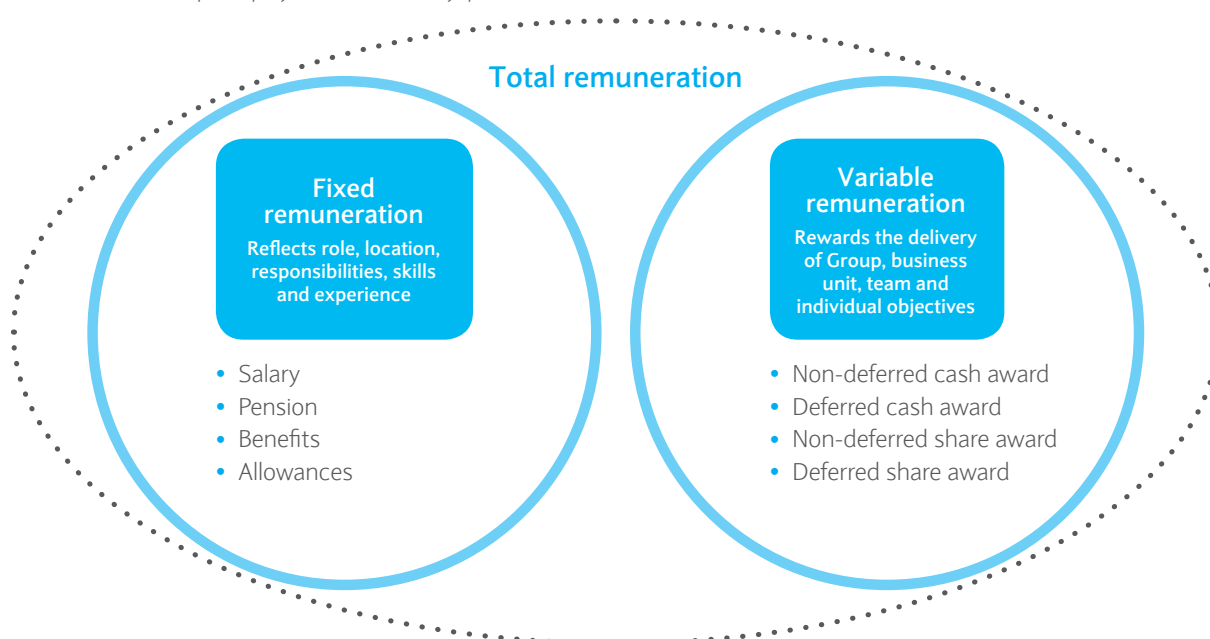 Total remuneration
Fixed
remuneration
Reflects role, location,
responsibilities, skills
and experience
• Salary
• Pension
• Benefits
• Allowances
Variable
remuneration
Rewards the delivery
of Group, business
unit, team and
individual objectives
• Non-deferred cash award
• Deferred cash award
• Non-deferred share award
• Deferred share award